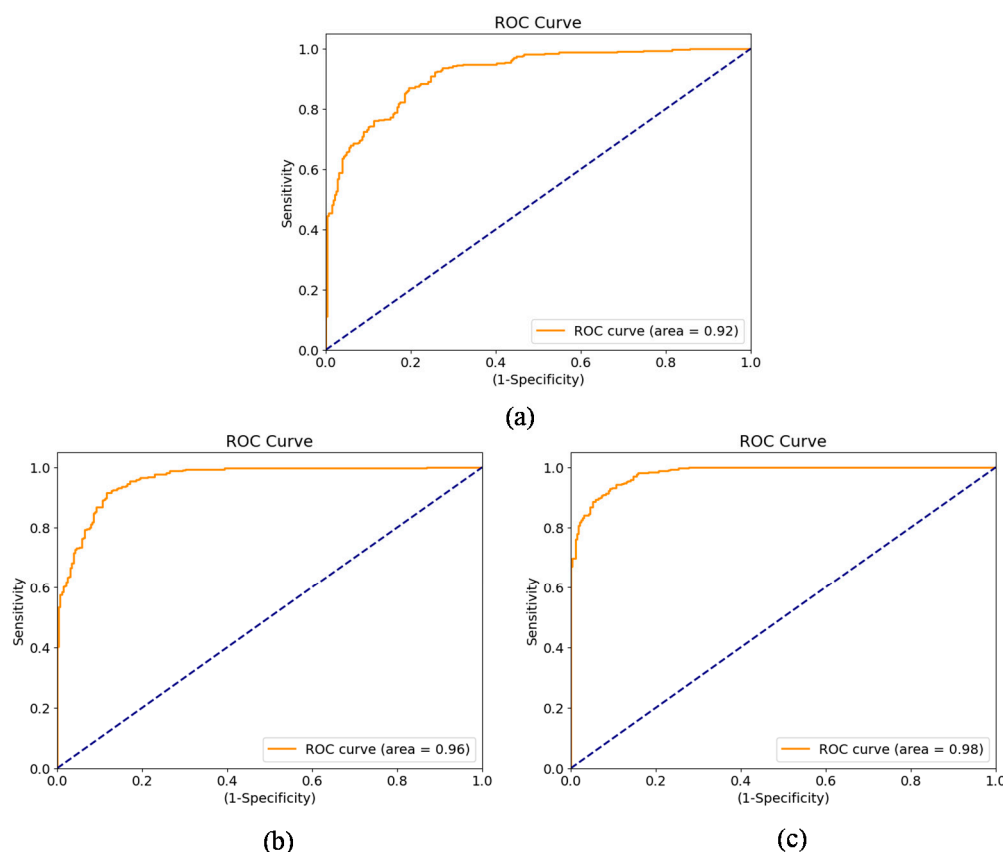 ROC Curve
1.0
0.8
0.6
0.4
0.2
0.0
Sensitivity
ROC curve (area = 0.92)
0.0 0.2 0.4 0.6 0.8 1.0
(1-Specificity)
(a)
ROC Curve
1.0
0.8
0.6
0.4
0.2
0.0
Sensitivity
ROC curve (area = 0.96)
0.0 0.2 0.4 0.6 0.8 1.0
(1-Specificity)
(b)
ROC Curve
1.0
0.8
0.6
0.4
0.2
0.0
Sensitivity
ROC curve (area = 0.98)
0.0 0.2 0.4 0.6 0.8 1.0
(1-Specificity)
(c)